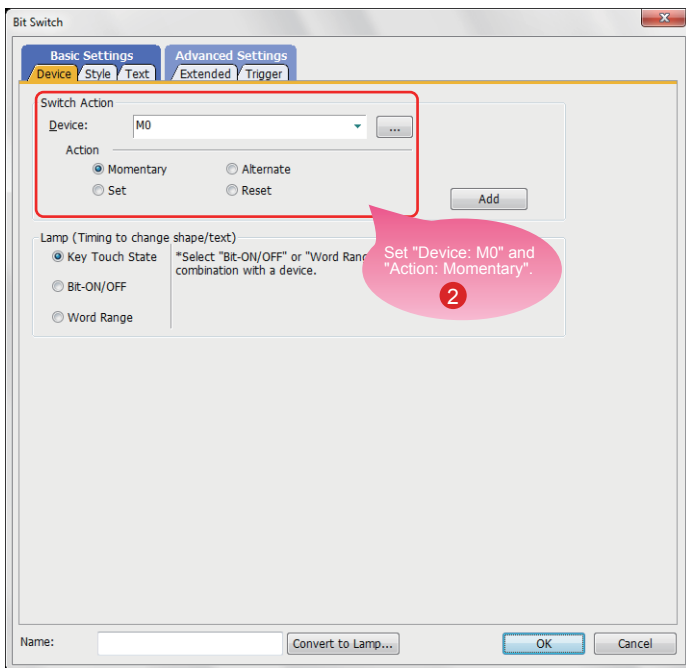 Bit Switch
x
Basic Settings
Advanced Settings
Device
Style
Text
Extended
Trigger
Switch Action
Device:
M0
...
Action
Momentary
Alternate
Set
Reset
Add
Lamp (Timing to change shape/text)
Key Touch State
*Select "Bit-ON/OFF" or "Word Ran
combination with a device.
Bit-ON/OFF
Word Range
Set "Device: M0" and
"Action: Momentary".
2
Name:
Convert to Lamp...
OK
Cancel